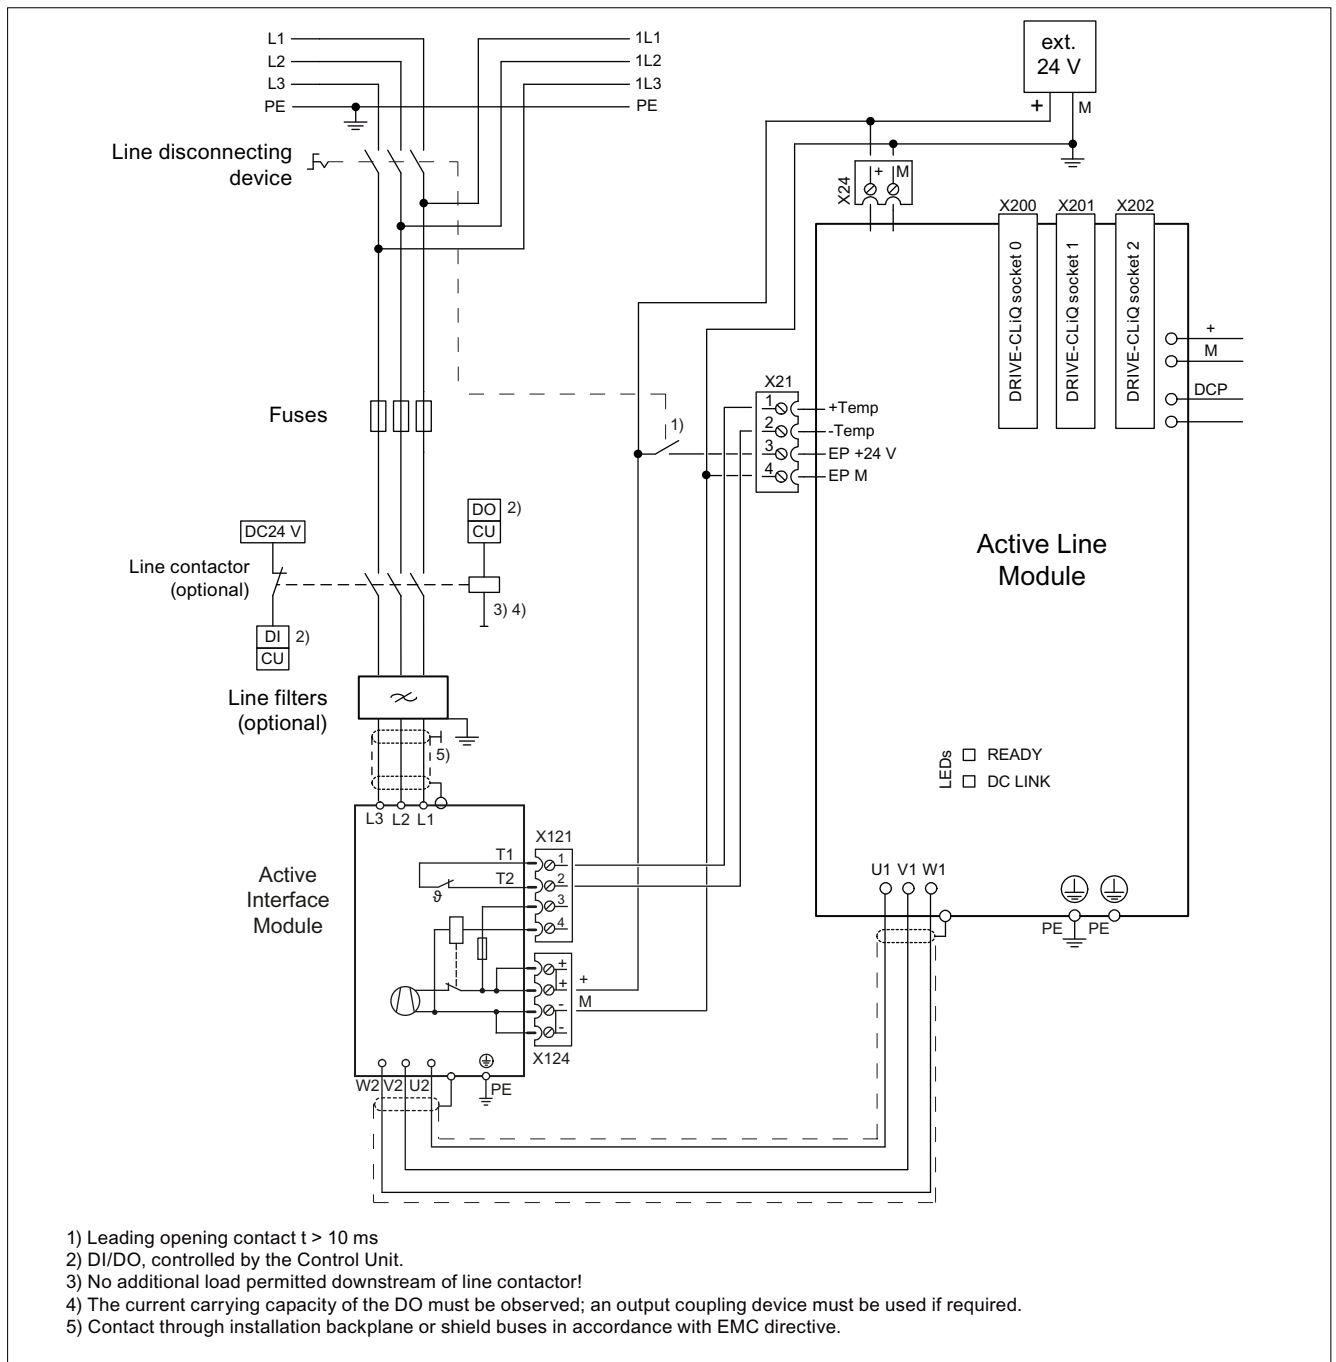 L1
L2
L3
PE
1L1
1L2
1L3
PE
ext.
24 V
+
M
Line disconnecting
device
X24
+
M
X200
X201
X202
DRIVE-CLiQ socket 0
DRIVE-CLiQ socket 1
DRIVE-CLiQ socket 2
+
M
DCP
X21
1
2
3
4
+Temp
-Temp
EP +24 V
EP M
1)
Fuses
DC24 V
DO
CU
2)
Line contactor
(optional)
3) 4)
DI
CU
2)
Active Line
Module
Line filters
(optional)
5)
LEDs
READY
DC LINK
L3
L2
L1
Active
Interface
Module
X121
T1
T2
ϑ
1
2
3
4
+
+
-
-
+
M
X124
U1
V1
W1
PE
PE
W2
V2
U2
PE
1) Leading opening contact t > 10 ms
2) DI/DO, controlled by the Control Unit.
3) No additional load permitted downstream of line contactor!
4) The current carrying capacity of the DO must be observed; an output coupling device must be used if required.
5) Contact through installation backplane or shield buses in accordance with EMC directive.